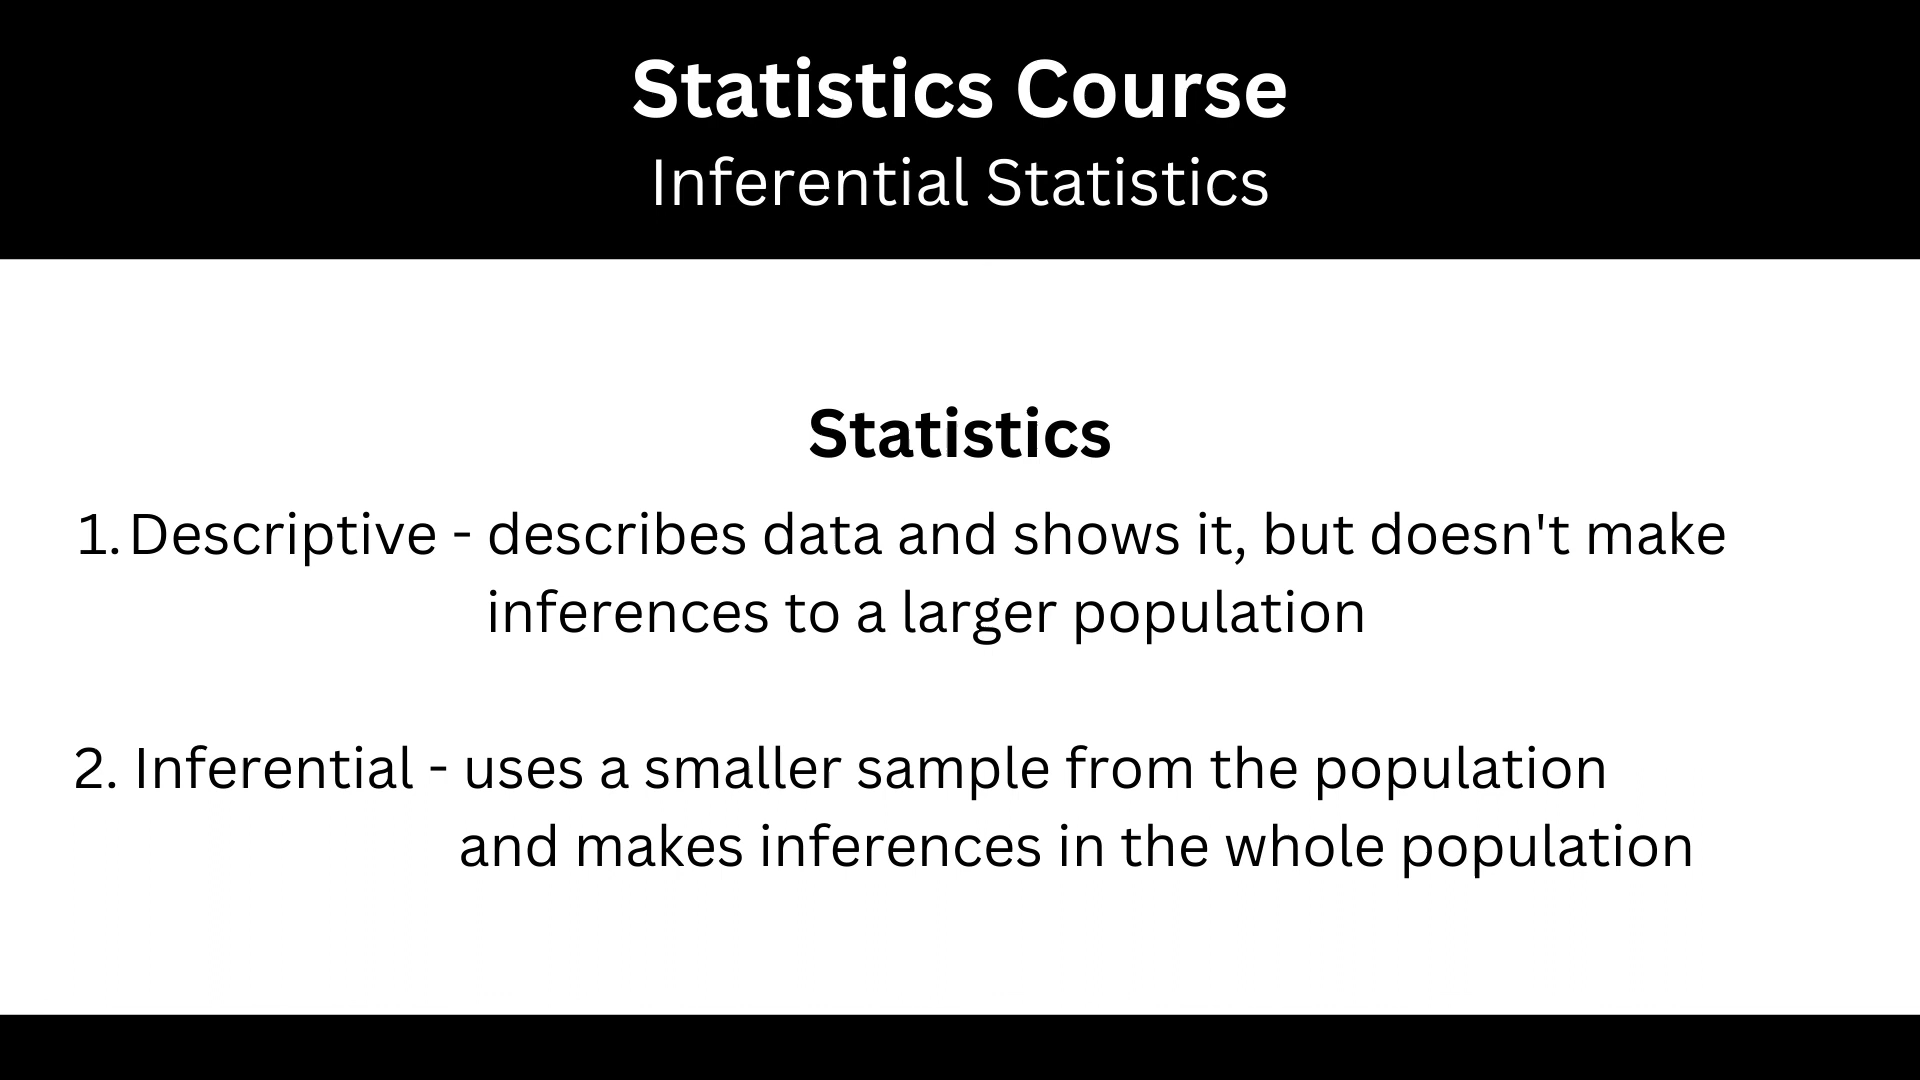 Statistics Course
Inferential Statistics
Statistics
1. Descriptive - describes data and shows it, but doesn't make
inferences to a larger population
2. Inferential - uses a smaller sample from the population
and makes inferences in the whole population